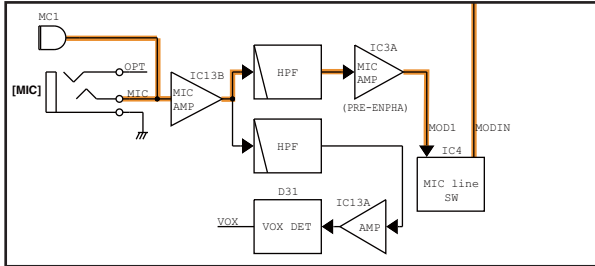 MC1
OPT
[MIC]
MIC
IC13B
MIC
AMP
HPF
IC3A
MIC
AMP
(PRE-ENPHA)
MOD1
MODIN
IC4
MIC line
SW
HPF
D31
VOX
VOX DET
IC13A
AMP